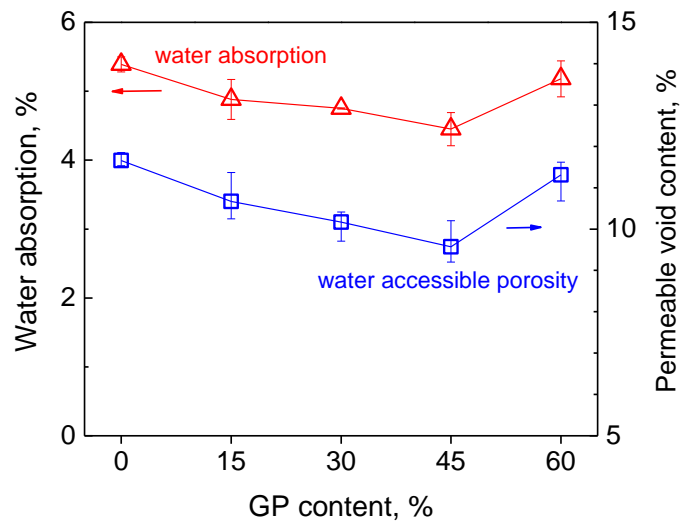 6
4
2
0
Water absorption, %
water absorption
water accessible porosity
15
10
5
Permeable void content, %
0 15 30 45 60
GP content, %